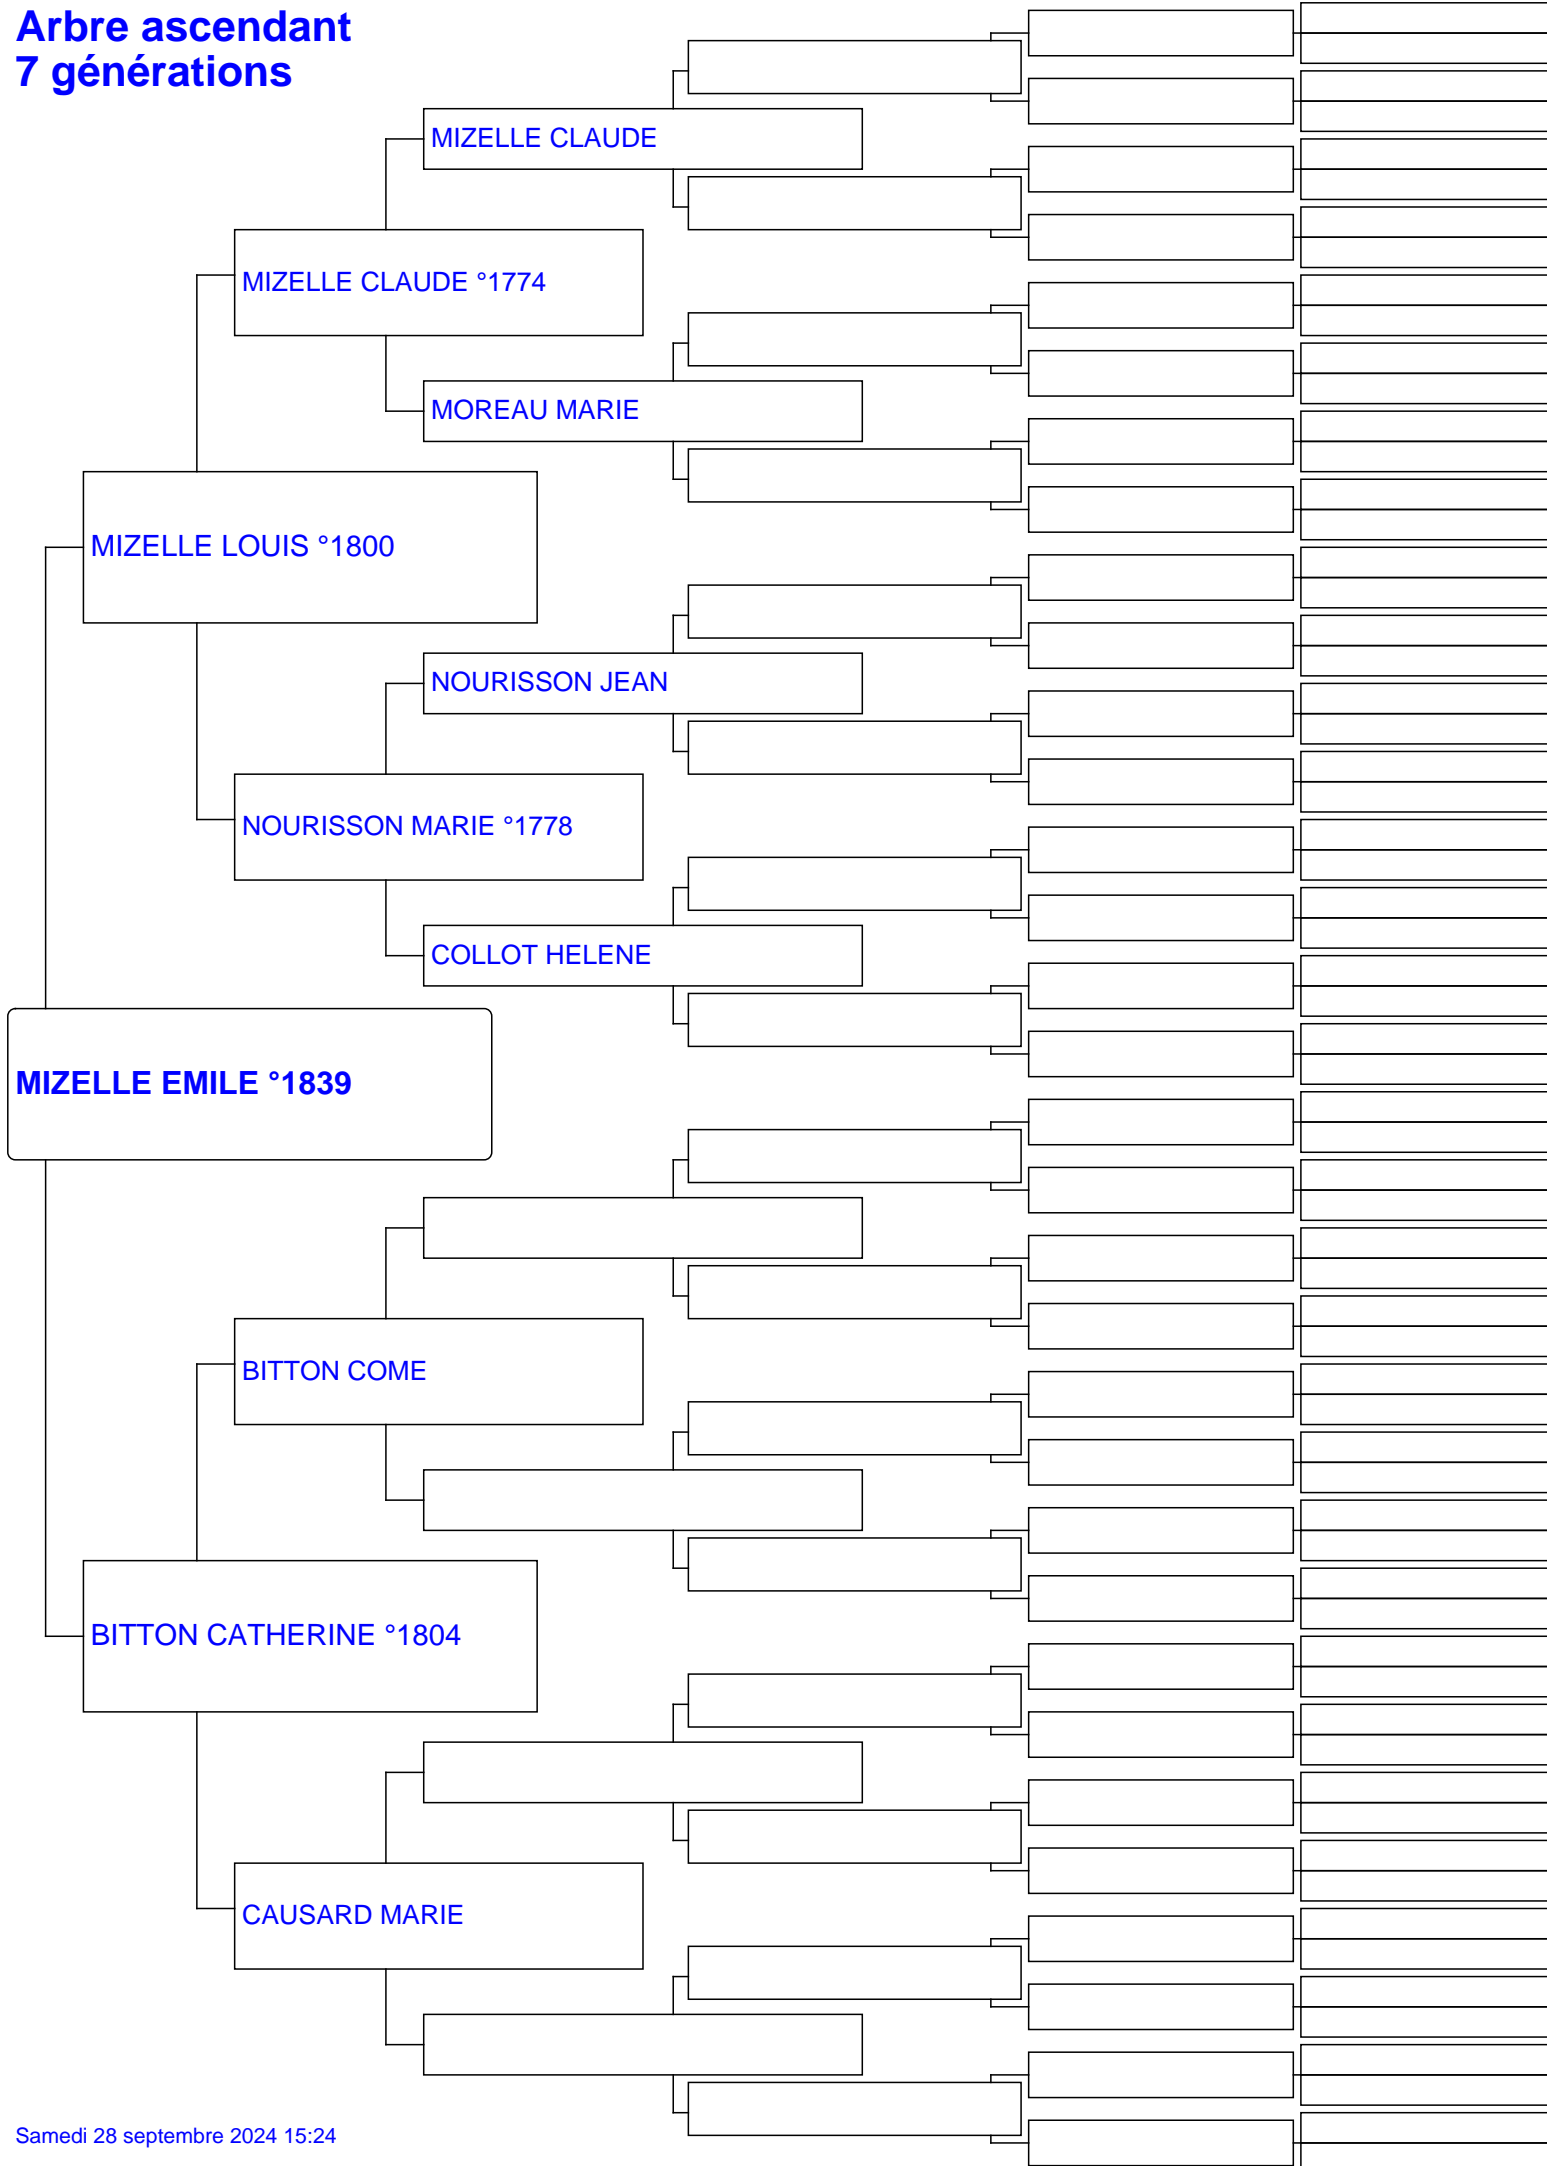 Arbre ascendant
7 générations
MIZELLE CLAUDE
MIZELLE CLAUDE °1774
MOREAU MARIE
MIZELLE LOUIS °1800
NOURISSON JEAN
NOURISSON MARIE °1778
COLLOT HELENE
MIZELLE EMILE °1839
BITTON COME
BITTON CATHERINE °1804
CAUSARD MARIE
Samedi 28 septembre 2024 15:24